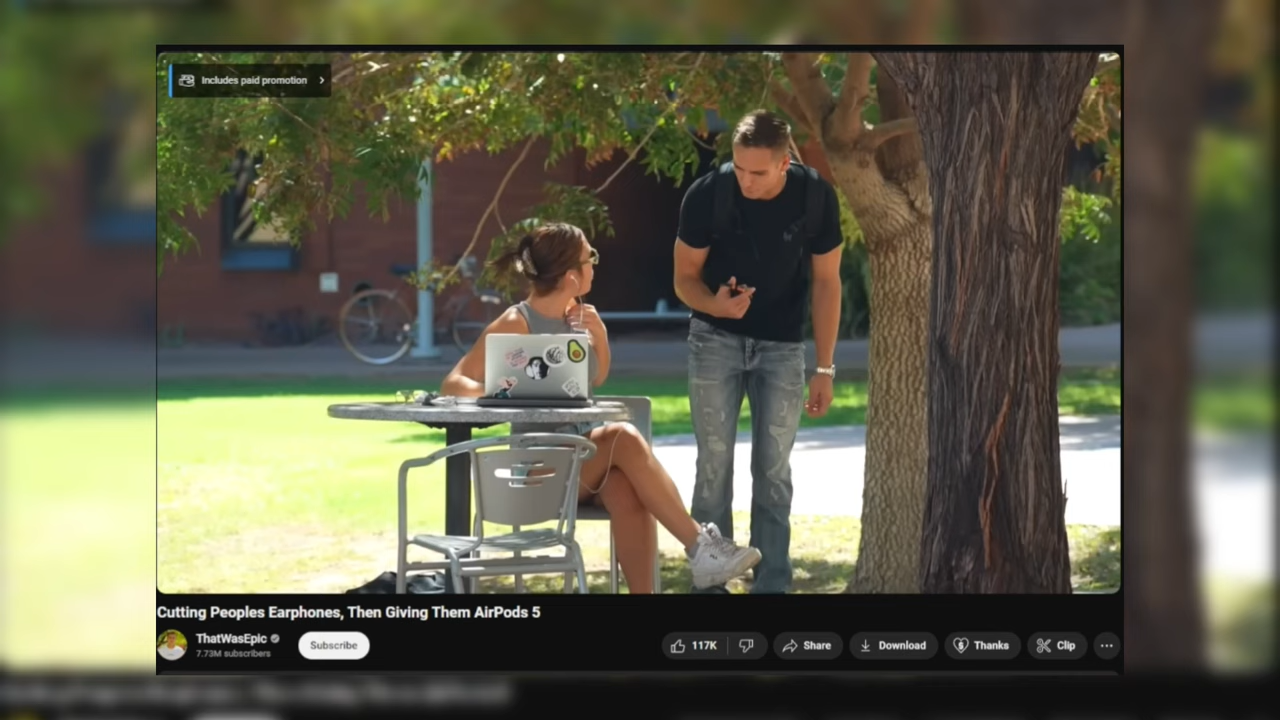 Includes paid promotion
Cutting Peoples Earphones, Then Giving Them AirPods 5
ThatWasEpic
7.73M subscribers
Subscribe
117K
Share
Download
Thanks
Clip